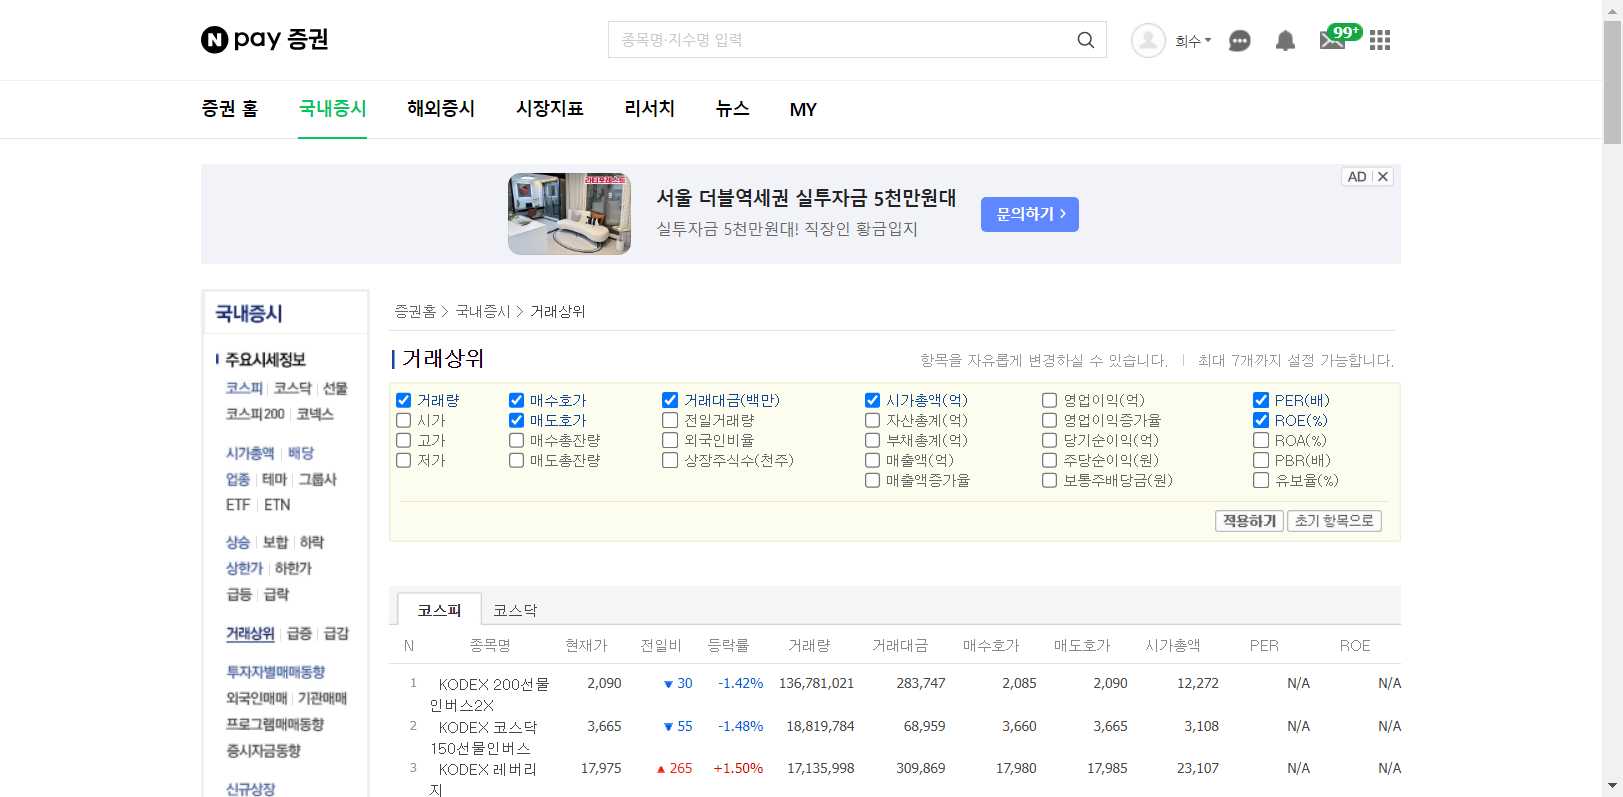 N pay 증권
종목명·지수명 입력
희수
99+
증권 홈 국내증시 해외증시 시장지표 리서치 뉴스 MY
라디오레스트
서울 더블역세권 실투자금 5천만원대
실투자금 5천만원대! 직장인 황금입지
문의하기 >
AD ✕
국내증시
주요시세정보
코스피 | 코스닥 | 선물
코스피200 | 코넥스
시가총액 | 배당
업종 | 테마 | 그룹사
ETF | ETN
상승 | 보합 | 하락
상한가 | 하한가
급등 | 급락
거래상위 | 급증 | 급감
투자자별매매동향
외국인매매 | 기관매매
프로그램매매동향
증시자금동향
신규상장
증권홈 > 국내증시 > 거래상위
거래상위
항목을 자유롭게 변경하실 수 있습니다. | 최대 7개까지 설정 가능합니다.
거래량 매수호가 거래대금(백만) 시가총액(억) 영업이익(억) PER(배)
시가 매도호가 전일거래량 자산총계(억) 영업이익증가율 ROE(%)
고가 매수총잔량 외국인비율 부채총계(억) 당기순이익(억) ROA(%)
저가 매도총잔량 상장주식수(천주) 매출액(억) 주당순이익(원) PBR(배)
매출액증가율 보통주배당금(원) 유보율(%)
적용하기 초기 항목으로
코스피 코스닥
N 종목명 현재가 전일비 등락률 거래량 거래대금 매수호가 매도호가 시가총액 PER ROE
1 KODEX 200선물인버스2X 2,090 ▼ 30 -1.42% 136,781,021 283,747 2,085 2,090 12,272 N/A N/A
2 KODEX 코스닥150선물인버스 3,665 ▼ 55 -1.48% 18,819,784 68,959 3,660 3,665 3,108 N/A N/A
3 KODEX 레버리지 17,975 ▲ 265 +1.50% 17,135,998 309,869 17,980 17,985 23,107 N/A N/A